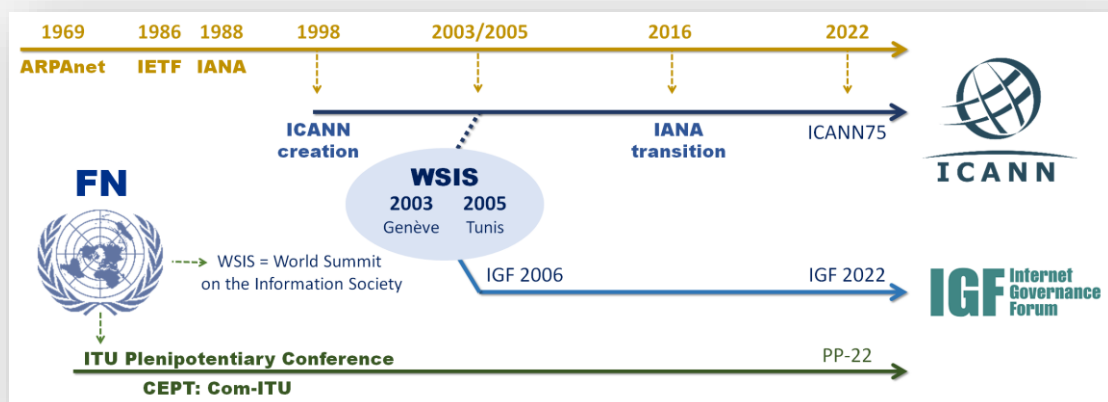 1969 1986 1988 1998 2003/2005 2016 2022
ARPAnet IETF IANA
ICANN
creation
IANA
transition
ICANN75
ICANN
FN
WSIS
2003 2005
Genève Tunis
WSIS = World Summit
on the Information Society
IGF 2006
IGF 2022
IGF
Internet
Governance
Forum
ITU Plenipotentiary Conference
PP-22
CEPT: Com-ITU